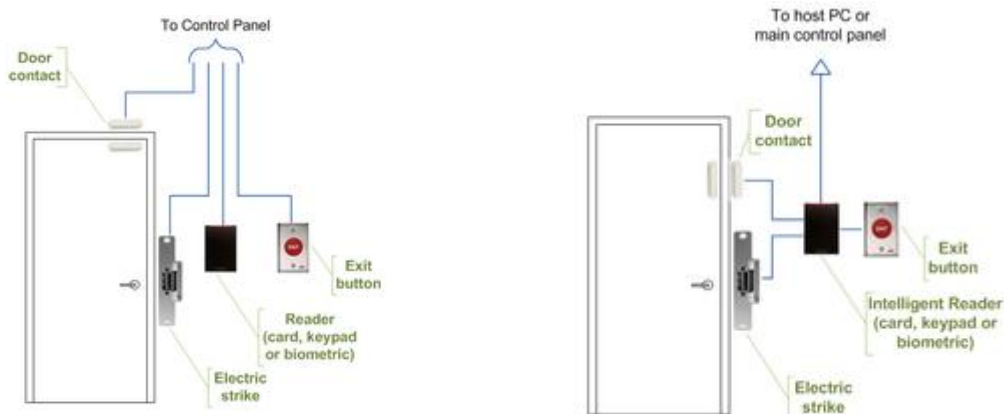 To Control Panel
Door
contact
Exit
button
Reader
(card, keypad
or biometric)
Electric
strike
To host PC or
main control panel
Door
contact
EXIT
Exit
button
Intelligent Reader
(card, keypad or
biometric)
Electric
strike